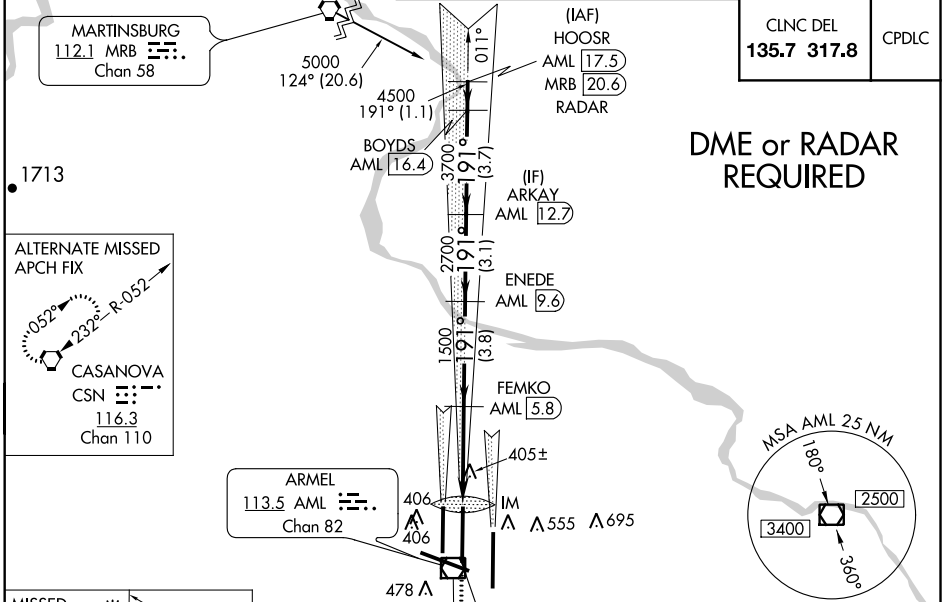 MARTINSBURG
112.1 MRB
Chan 58
5000
124° (20.6)
011°
(IAF)
HOOSR
AML 17.5
MRB 20.6
RADAR
CLNC DEL
135.7 317.8
CPDLC
4500
191° (1.1)
BOYDS
AML 16.4
3700
191°
(3.7)
DME or RADAR
REQUIRED
1713
(IF)
ARKAY
AML 12.7
2700
191°
(3.1)
ENEDE
AML 9.6
1500
191°
(3.8)
FEMKO
AML 5.8
ALTERNATE MISSED
APCH FIX
052°
232°
R-052
CASANOVA
CSN
116.3
Chan 110
405±
ARMEL
113.5 AML
Chan 82
406
406
IM
555
695
478
MSA AML 25 NM
180°
2500
3400
360°
MISSED